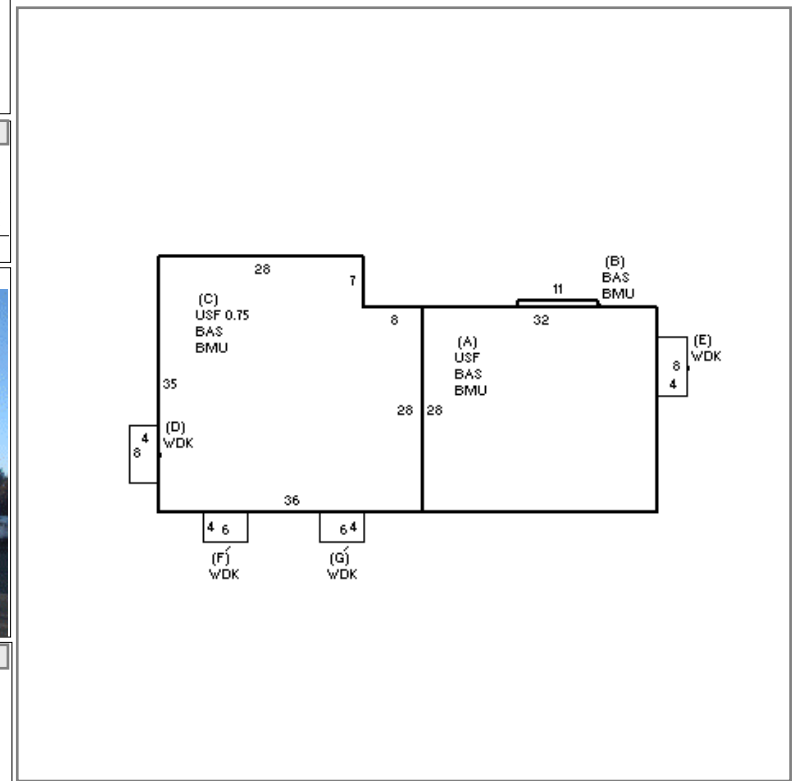 28
7
(C)
USF 0.75
BAS
BMU
8
35
28
36
(D)
WDK
4
8
4 6
(F)
WDK
6 4
(G)
WDK
11
(B)
BAS
BMU
32
(A)
USF
BAS
BMU
28
(E)
WDK
8
4